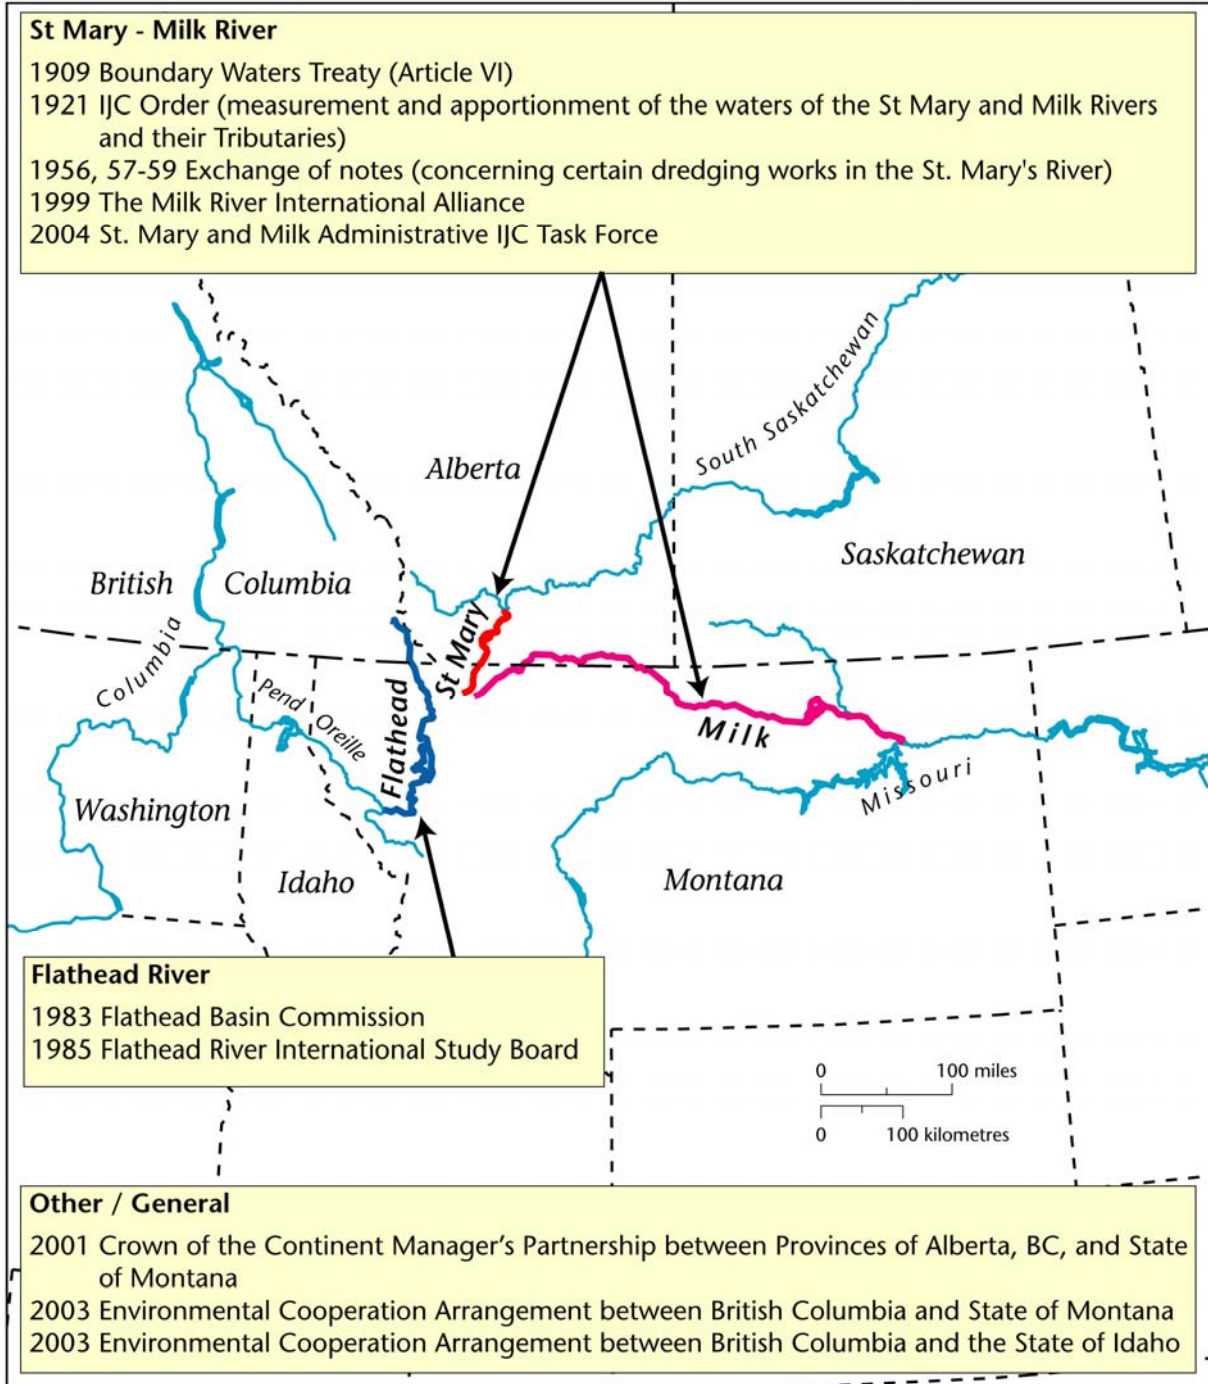 St Mary - Milk River
1909 Boundary Waters Treaty (Article VI)
1921 IJC Order (measurement and apportionment of the waters of the St Mary and Milk Rivers
and their Tributaries)
1956, 57-59 Exchange of notes (concerning certain dredging works in the St. Mary's River)
1999 The Milk River International Alliance
2004 St. Mary and Milk Administrative IJC Task Force
South Saskatchewan
Alberta
Saskatchewan
British Columbia
Columbia
St Mary
Pend Oreille
Flathead
Milk
Missouri
Washington
Idaho
Montana
Flathead River
1983 Flathead Basin Commission
1985 Flathead River International Study Board
0 100 miles
0 100 kilometres
Other / General
2001 Crown of the Continent Manager's Partnership between Provinces of Alberta, BC, and State
of Montana
2003 Environmental Cooperation Arrangement between British Columbia and State of Montana
2003 Environmental Cooperation Arrangement between British Columbia and the State of Idaho